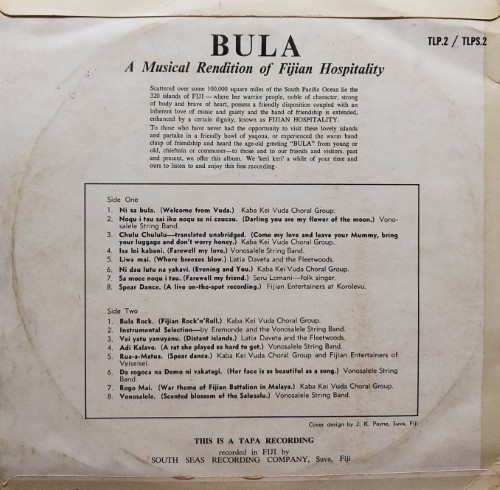 BULA
TLP.2 / TLPS.2
A Musical Rendition of Fijian Hospitality
Scattered over some 100,000 square miles of the South Pacific Ocean lie the
320 islands of FIJI — where her warrior people, noble of character, strong
of body and brave of heart, possess a friendly disposition coupled with an
inherent love of music and gaiety and the hand of friendship is extended,
enhanced by a certain dignity, known as FIJIAN HOSPITALITY.
To those who have never had the opportunity to visit these lovely islands
and partake in a friendly bowl of yaqona, or experienced the warm hand
clasp of friendship and heard the age-old greeting "BULA" from young or
old, chieftain or commoner—to those and to our friends and visitors, past
and present, we offer this album. We 'keri keri' a while of your time and
ours to listen to and enjoy this fine recording.
Side One
1. Ni sa bula. (Welcome from Vuda.) Kaba Kei Vuda Choral Group.
2. Noqu i tau sai iko noqu se ni cauzau. (Darling you are my flower of the moon.) Vono-
salele String Band.
3. Chulu Chululu—translated unabridged. (Come my love and leave your Mummy, bring
your luggage and don't worry honey.) Kaba Kei Vuda Choral Group.
4. Isa lei kabani. (Farewell my love.) Vonosalele String Band.
5. Liwa mai. (Where breezes blow.) Latia Daveta and the Fleetwoods.
6. Ni dau lutu na yakavi. (Evening and You.) Kaba Kei Vuda Choral Group.
7. Sa moce noqu i tau. (Farewell my friend.) Seru Lomani—folk singer.
8. Spear Dance. (A live on-the-spot recording.) Fijian Entertainers at Korolevu.
Side Two
1. Bula Rock. (Fijian Rock'n'Roll.) Kaba Kei Vuda Choral Group.
2. Instrumental Selection—by Eremonde and the Vonosalele String Band.
3. Vei yatu yanuyanu. (Distant islands.) Latia Daveta and the Fleetwoods.
4. Adi Kalavo. (A rat she played so hard to get.) Vonosalele String Band.
5. Rua-a-Matua. (Spear dance.) Kaba Kei Vuda Choral Group and Fijian Entertainers of
Veiseisei.
6. Da rogoca na Domo ni vakatagi. (Her face is as beautiful as a song.) Vonosalele String
Band.
7. Rogo Mai. (War theme of Fijian Battalion in Malaya.) Kaba Kei Vuda Choral Group.
8. Vonosalele. (Scented blossom of the Salusalu.) Vonosalele String Band.
Cover design by J. K. Payne, Suva, Fiji
THIS IS A TAPA RECORDING
recorded in FIJI by
SOUTH SEAS RECORDING COMPANY, Suva, Fiji